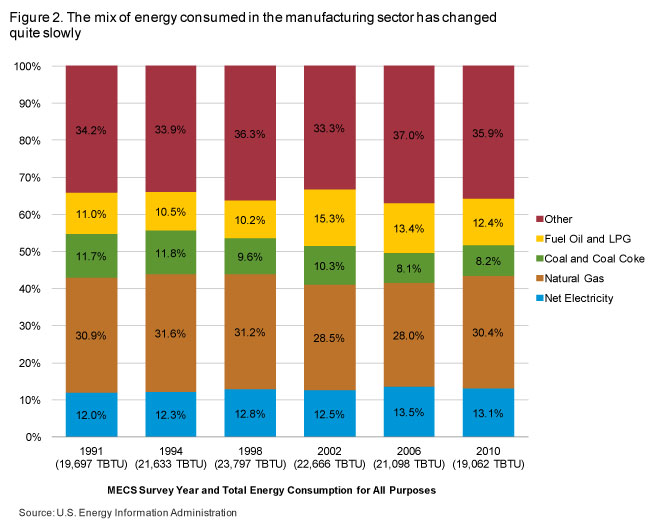 Figure 2. The mix of energy consumed in the manufacturing sector has changed
quite slowly
100%
90%
80%
70%
60%
50%
40%
30%
20%
10%
0%
34.2% 33.9% 36.3% 33.3% 37.0% 35.9%
11.0% 10.5% 10.2% 15.3% 13.4% 12.4%
11.7% 11.8% 9.6% 10.3% 8.1% 8.2%
30.9% 31.6% 31.2% 28.5% 28.0% 30.4%
12.0% 12.3% 12.8% 12.5% 13.5% 13.1%
Other
Fuel Oil and LPG
Coal and Coal Coke
Natural Gas
Net Electricity
1991 1994 1998 2002 2006 2010
(19,697 TBTU) (21,633 TBTU) (23,797 TBTU) (22,666 TBTU) (21,098 TBTU) (19,062 TBTU)
MECS Survey Year and Total Energy Consumption for All Purposes
Source: U.S. Energy Information Administration